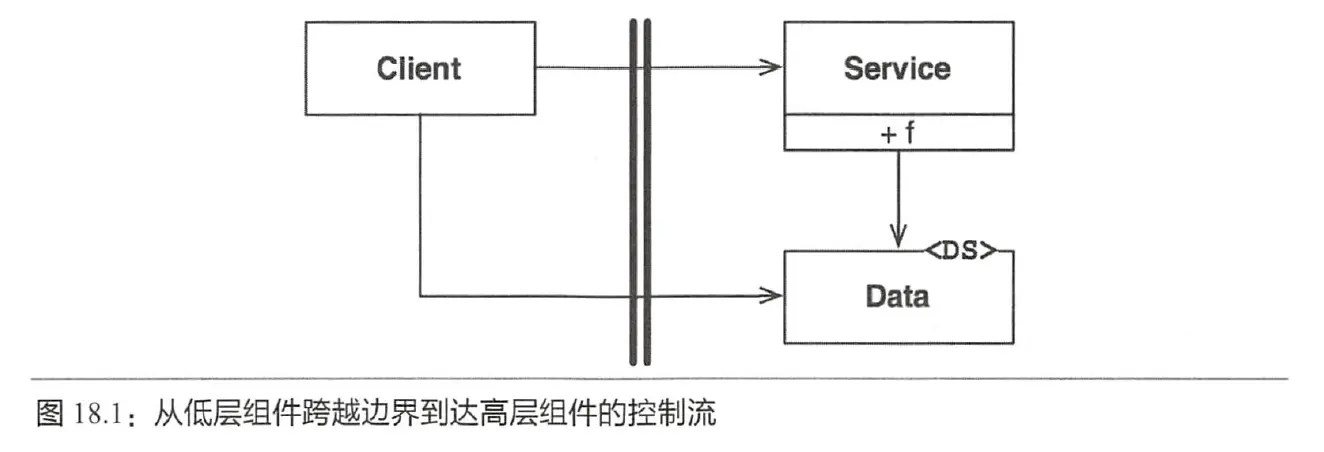 Client
Service
+ f
<DS>
Data
图 18.1：从低层组件跨越边界到达高层组件的控制流